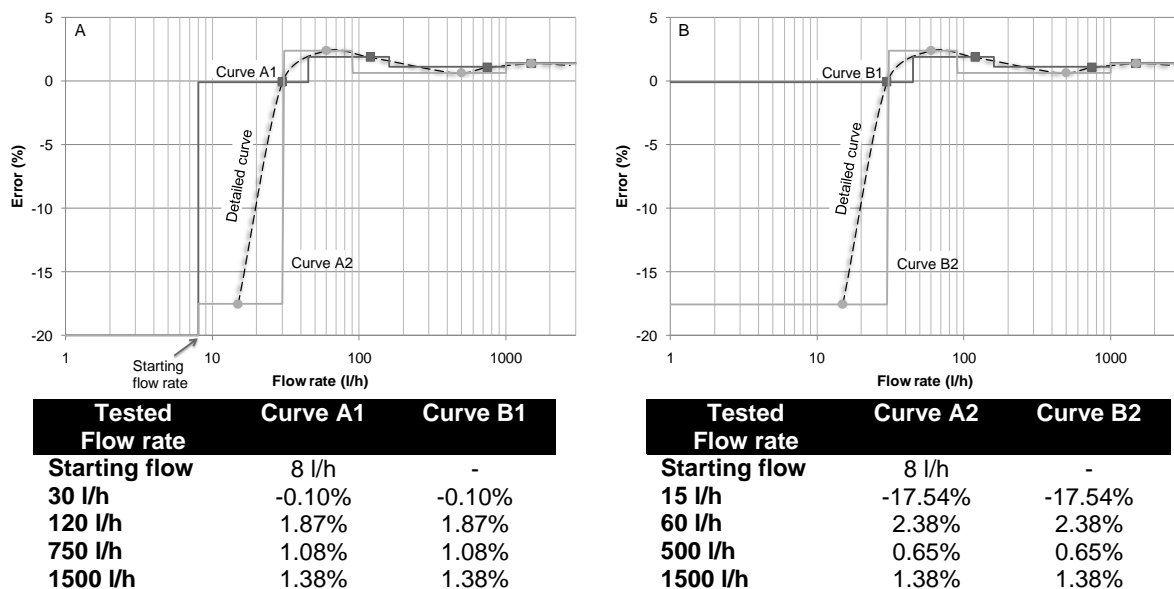 A
5
0
-5
-10
-15
-20
Error (%)
Curve A1
Detailed curve
Curve A2
1
10
100
1000
Starting
flow rate
Flow rate (l/h)
B
5
0
-5
-10
-15
-20
Error (%)
Curve B1
Detailed curve
Curve B2
1
10
100
1000
Flow rate (l/h)
Tested Curve A1 Curve B1
Flow rate
Starting flow 8 l/h -
30 l/h -0.10% -0.10%
120 l/h 1.87% 1.87%
750 l/h 1.08% 1.08%
1500 l/h 1.38% 1.38%
Tested Curve A2 Curve B2
Flow rate
Starting flow 8 l/h -
15 l/h -17.54% -17.54%
60 l/h 2.38% 2.38%
500 l/h 0.65% 0.65%
1500 l/h 1.38% 1.38%